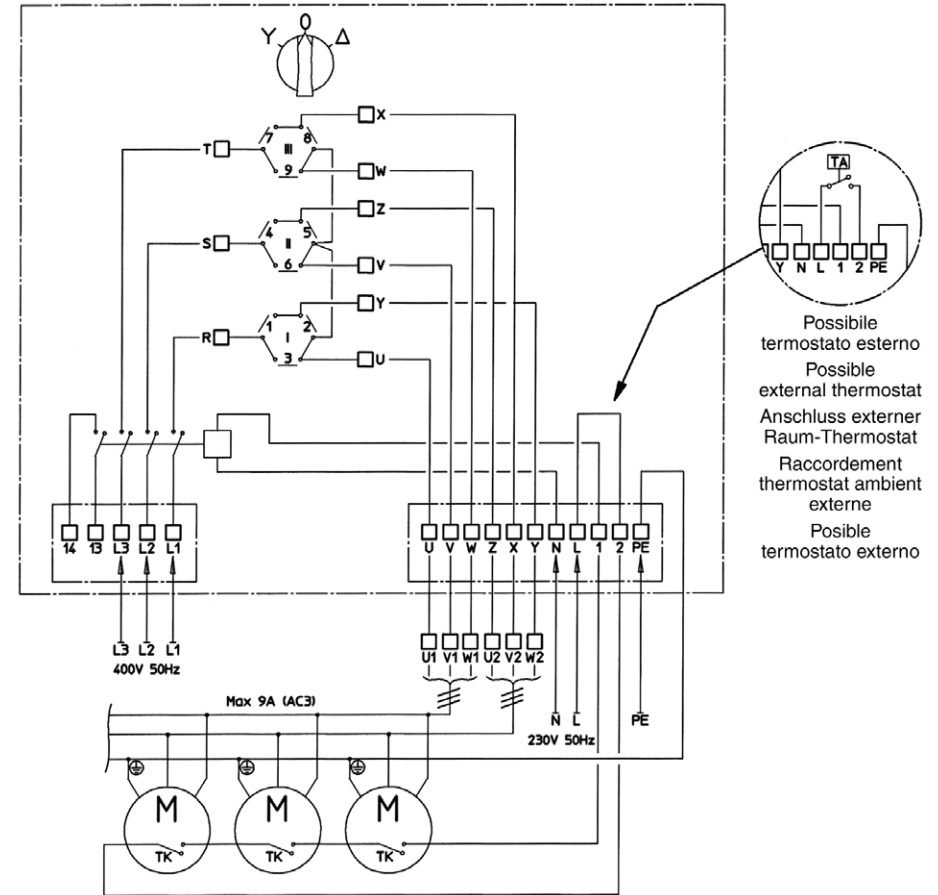 Y O Δ
X
T 7 8
III
9 W
Z
S 4 5
II
6 V
Y
R 1 2
I
3 U
14 13 L3 L2 L1
U V W Z X Y N L 1 2 PE
L3 L2 L1
400V 50Hz
U1 V1 W1 U2 V2 W2
N L PE
230V 50Hz
Max 9A (AC3)
M M M
TK TK TK
TA
Y N L 1 2 PE
Possibile
termostato esterno
Possible
external thermostat
Anschluss externer
Raum-Thermostat
Raccordement
thermostat ambient
externe
Posible
termostato externo